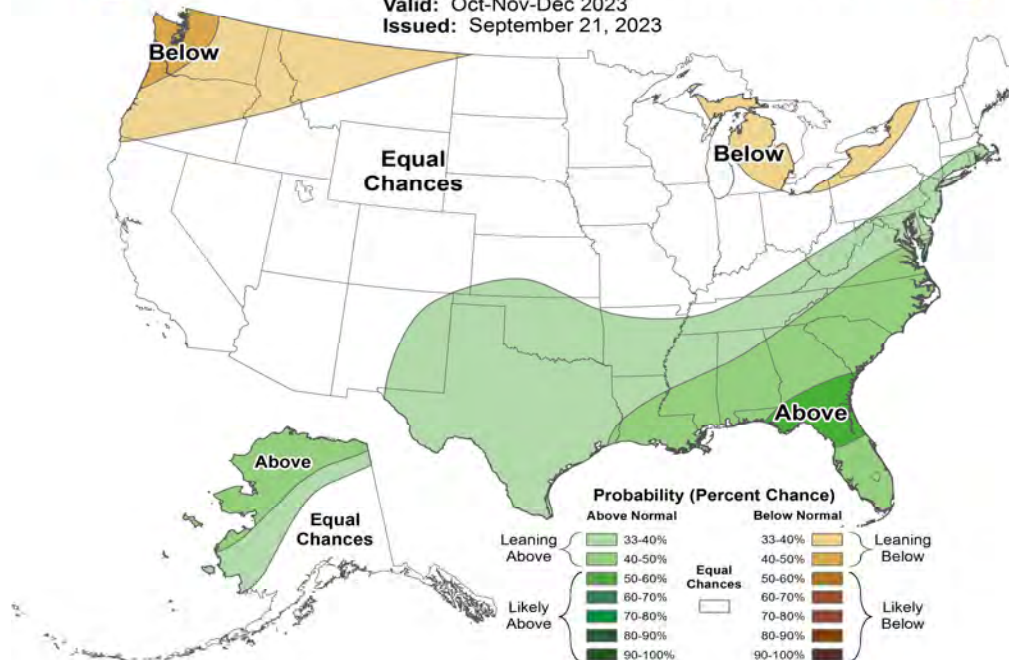 Valid: Oct-Nov-Dec 2023
Issued: September 21, 2023
Below
Equal
Chances
Below
Above
Above
Equal
Chances
Probability (Percent Chance)
Above Normal
Below Normal
Leaning
Above
33-40%
40-50%
Likely
Above
50-60%
60-70%
70-80%
80-90%
90-100%
Equal
Chances
33-40%
40-50%
Leaning
Below
50-60%
60-70%
70-80%
80-90%
90-100%
Likely
Below